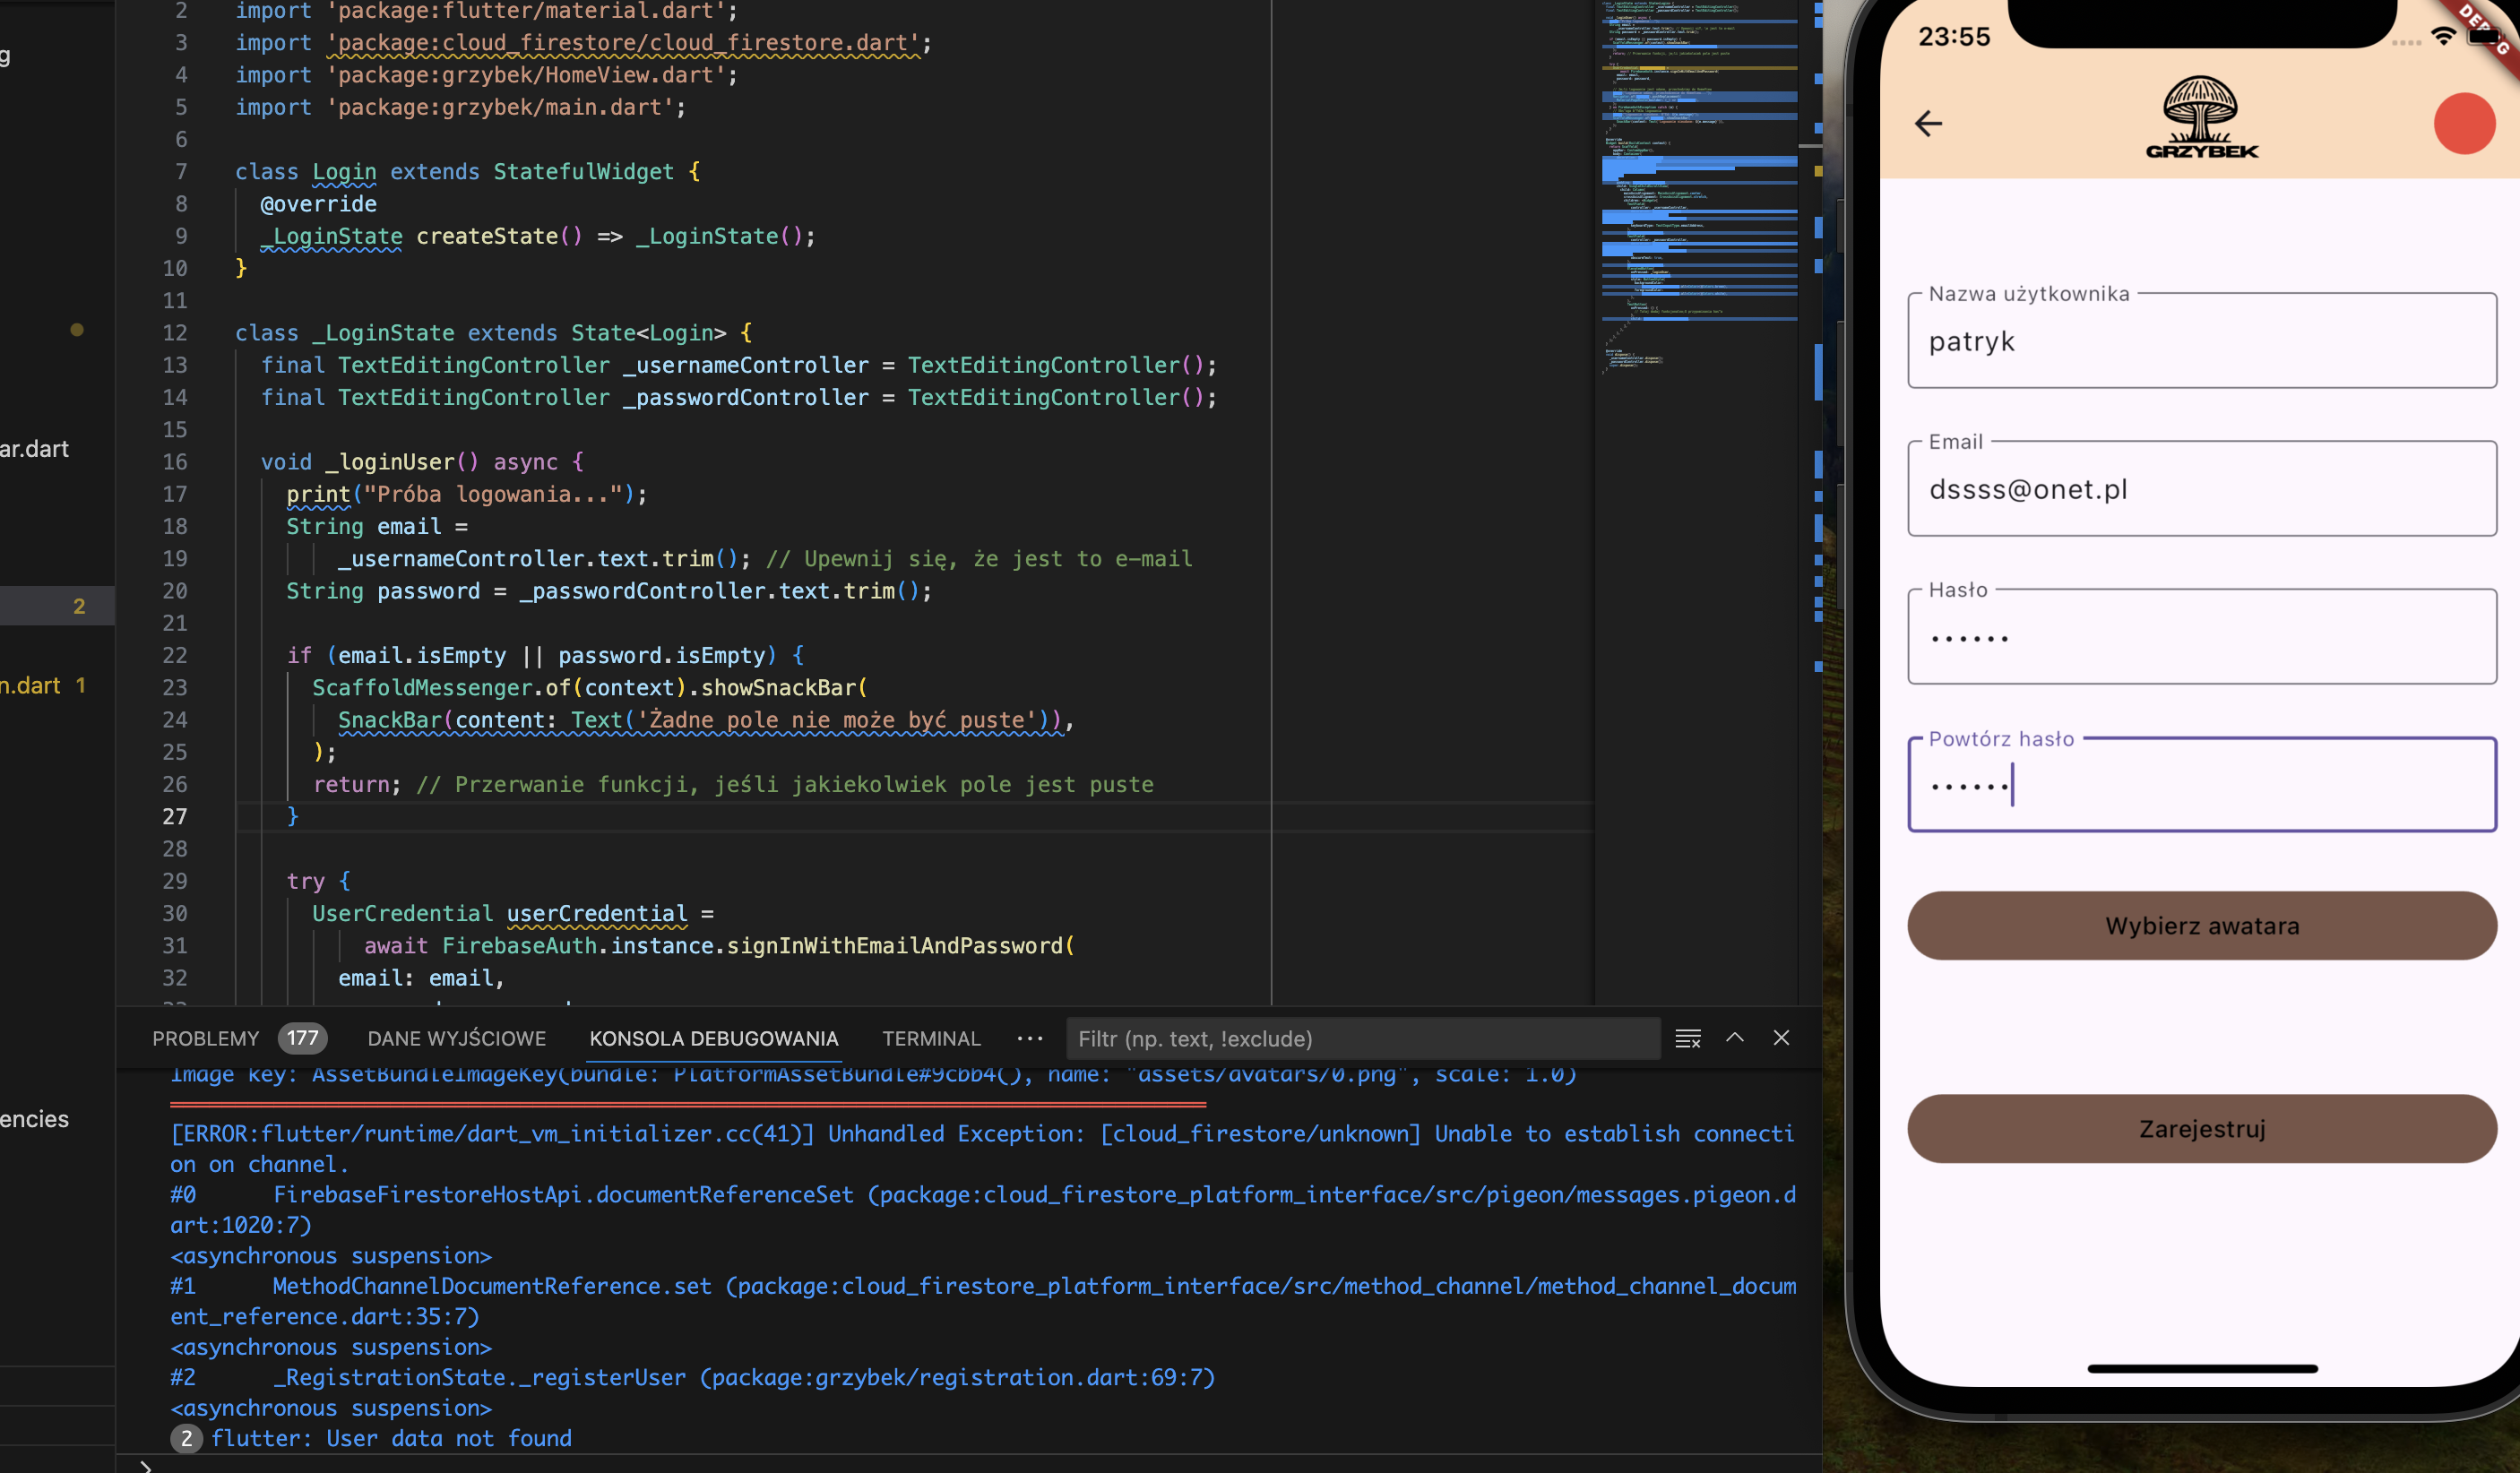 g
ar.dart
2
n.dart 1
encies
2 import 'package:flutter/material.dart';
3 import 'package:cloud_firestore/cloud_firestore.dart';
4 import 'package:grzybek/HomeView.dart';
5 import 'package:grzybek/main.dart';
6
7 class Login extends StatefulWidget {
8 @override
9 _LoginState createState() => _LoginState();
10 }
11
12 class _LoginState extends State<Login> {
13 final TextEditingController _usernameController = TextEditingController();
14 final TextEditingController _passwordController = TextEditingController();
15
16 void _loginUser() async {
17 print("Próba logowania...");
18 String email =
19 _usernameController.text.trim(); // Upewnij się, że jest to e-mail
20 String password = _passwordController.text.trim();
21
22 if (email.isEmpty || password.isEmpty) {
23 ScaffoldMessenger.of(context).showSnackBar(
24 SnackBar(content: Text('Żadne pole nie może być puste')),
25 );
26 return; // Przerwanie funkcji, jeśli jakiekolwiek pole jest puste
27 }
28
29 try {
30 UserCredential userCredential =
31 await FirebaseAuth.instance.signInWithEmailAndPassword(
32 email: email,
PROBLEMY 177 DANE WYJŚCIOWE KONSOLA DEBUGOWANIA TERMINAL ··· Filtr (np. text, !exclude)
Image key: AssetBundleImageKey(bundle: PlatformAssetBundle#9cbb4(), name: "assets/avatars/0.png", scale: 1.0)
[ERROR:flutter/runtime/dart_vm_initializer.cc(41)] Unhandled Exception: [cloud_firestore/unknown] Unable to establish connecti
on on channel.
#0 FirebaseFirestoreHostApi.documentReferenceSet (package:cloud_firestore_platform_interface/src/pigeon/messages.pigeon.d
art:1020:7)
<asynchronous suspension>
#1 MethodChannelDocumentReference.set (package:cloud_firestore_platform_interface/src/method_channel/method_channel_docum
ent_reference.dart:35:7)
<asynchronous suspension>
#2 _RegistrationState._registerUser (package:grzybek/registration.dart:69:7)
<asynchronous suspension>
2 flutter: User data not found
23:55
DEBUG
GRZYBEK
Nazwa użytkownika
patryk
Email
dssss@onet.pl
Hasło
••••••
Powtórz hasło
••••••
Wybierz awatara
Zarejestruj